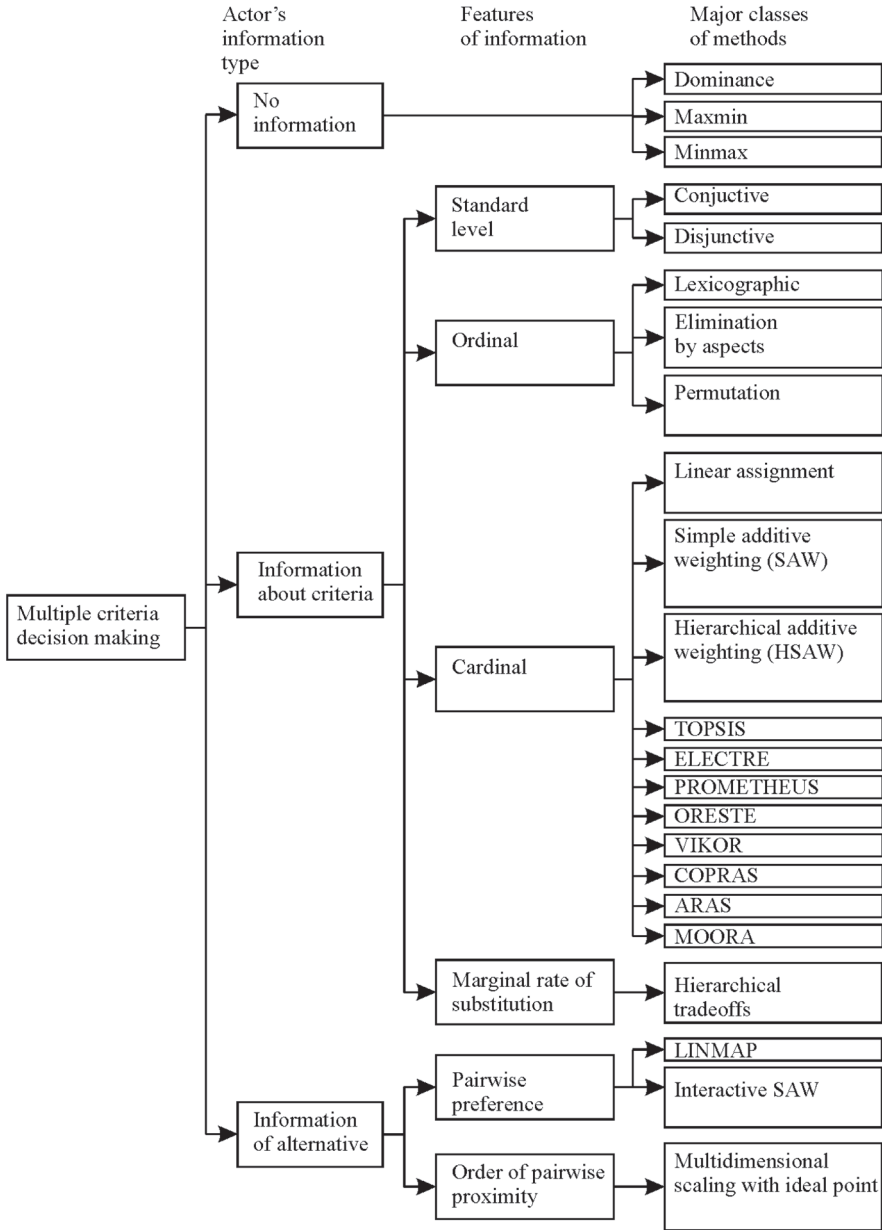 Actor’s
information
type
Features
of information
Major classes
of methods
No
information
Dominance
Maxmin
Minmax
Standard
level
Conjuctive
Disjunctive
Ordinal
Lexicographic
Elimination
by aspects
Permutation
Multiple criteria
decision making
Information
about criteria
Cardinal
Linear assignment
Simple additive
weighting (SAW)
Hierarchical additive
weighting (HSAW)
TOPSIS
ELECTRE
PROMETHEUS
ORESTE
VIKOR
COPRAS
ARAS
MOORA
Marginal rate of
substitution
Hierarchical
tradeoffs
Information
of alternative
Pairwise
preference
LINMAP
Interactive SAW
Order of pairwise
proximity
Multidimensional
scaling with ideal point